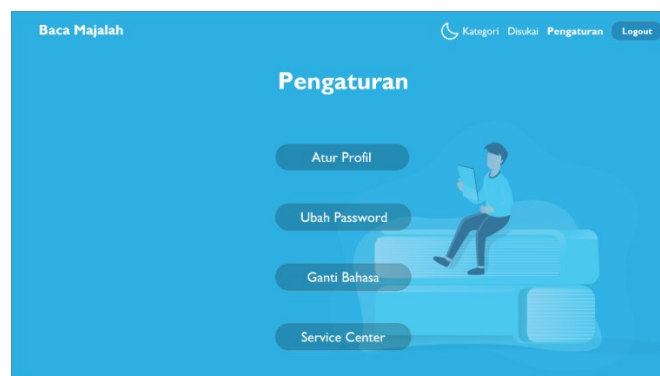 Baca Majalah
Kategori Disukai Pengaturan Logout
Pengaturan
Atur Profil
Ubah Password
Ganti Bahasa
Service Center